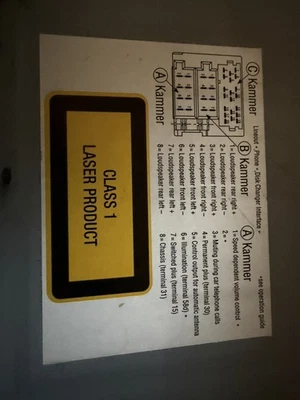 Ⓒ Kammer
Ⓐ Kammer
Ⓑ Kammer
Ⓐ Kammer
CLASS 1
LASER PRODUCT
Lineout •, Phone •, Disk Changer Interface •,
•see operation guide
1= Loudspeaker rear right +
2= Loudspeaker rear right –
3= Loudspeaker front right +
4= Loudspeaker front right –
5= Loudspeaker front left +
6= Loudspeaker front left –
7= Loudspeaker rear left +
8= Loudspeaker rear left –
1= Speed dependent volume control •
2= •
3= Muting during car telephone calls
4= Permanent plus (terminal 30)
5= Control output for automatic antenna
6= Illumination (terminal 58d) •
7= Switched plus (terminal 15)
8= Chassis (terminal 31)